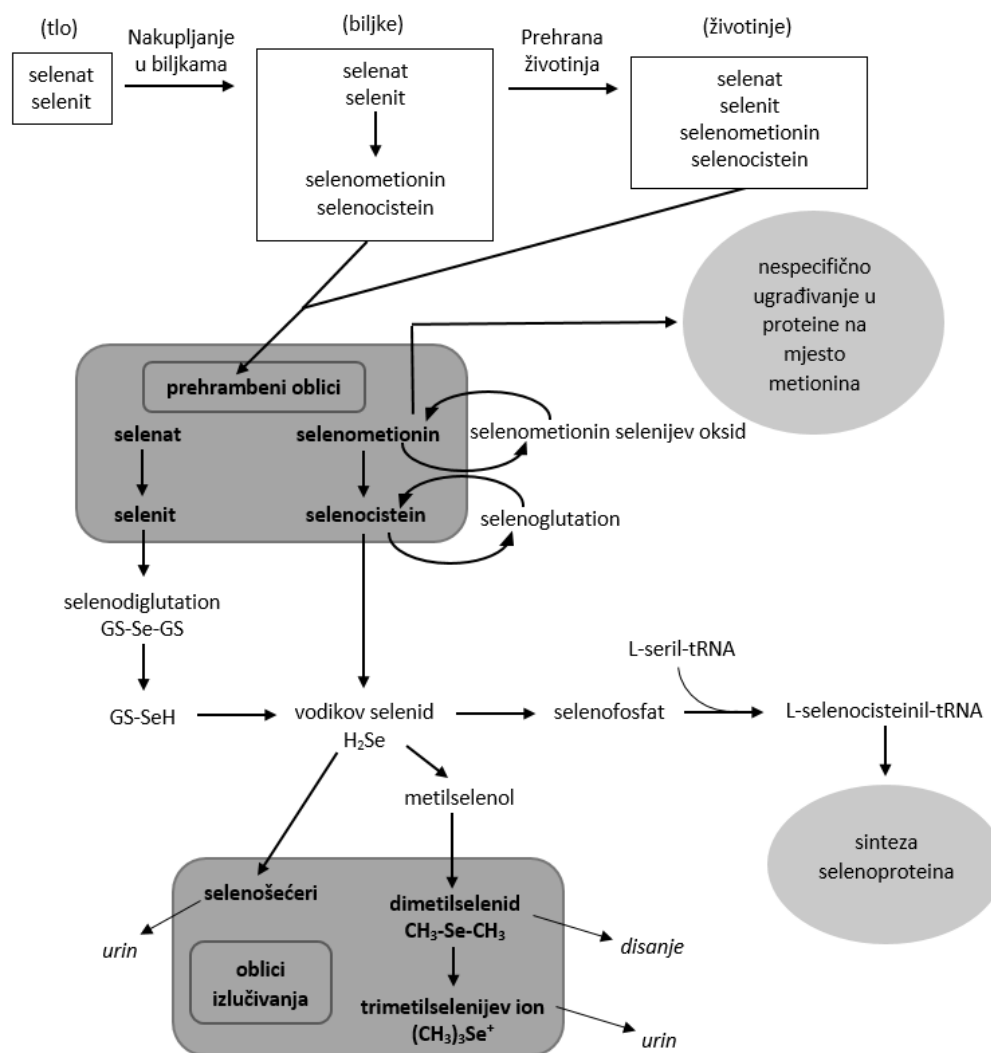 (tlo)
selenat
selenit
Nakupljanje
u biljkama
(biljke)
selenat
selenit
selenometionin
selenocistein
Prehrana
životinja
(životinje)
selenat
selenit
selenometionin
selenocistein
nespecifično
ugrađivanje u
proteine na
mjesto
metionina
prehrambeni oblici
selenat
selenometionin
selenometionin selenijev oksid
selenit
selenocistein
selenoglutation
selenodiglutation
GS-Se-GS
L-seril-tRNA
GS-SeH
vodikov selenid
H₂Se
selenofosfat
L-selenocisteinil-tRNA
metilselenol
sinteza
selenoproteina
selenošećeri
urin
dimetilselenid
CH₃-Se-CH₃
disanje
oblici
izlučivanja
trimetilselenijev ion
(CH₃)₃Se⁺
urin